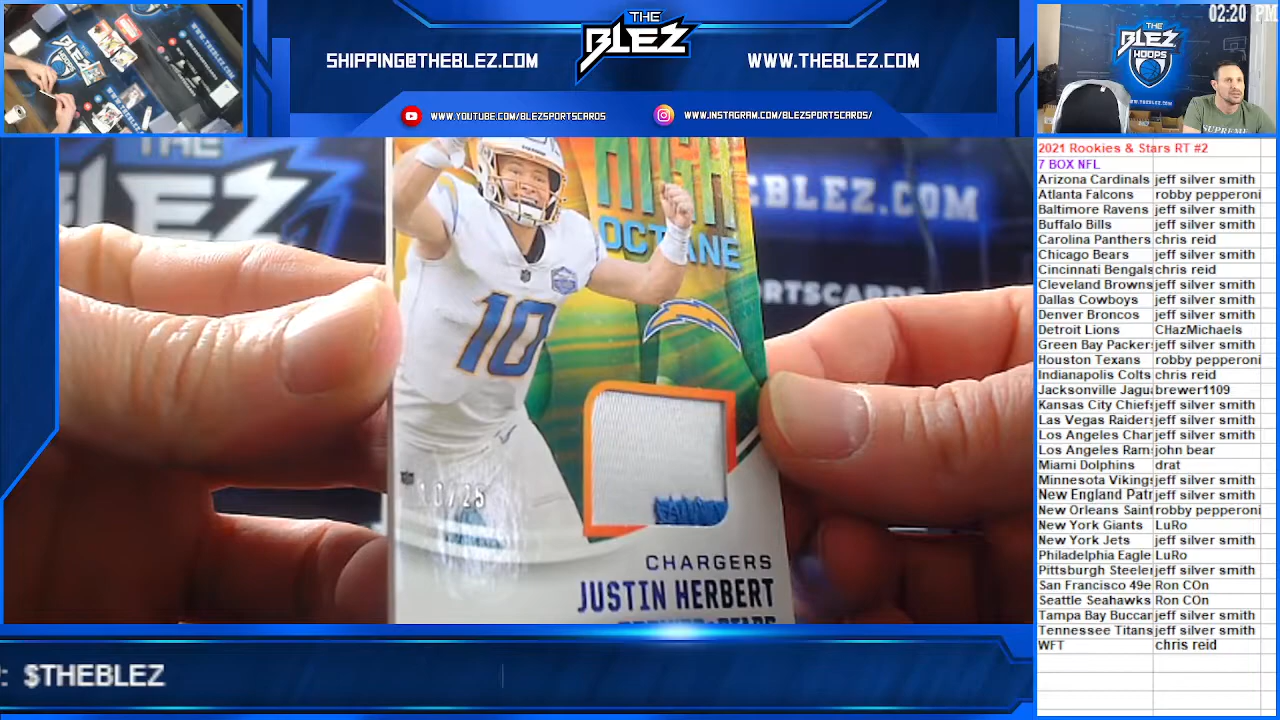 THE
BLEZ
SHIPPING@THEBLEZ.COM
WWW.THEBLEZ.COM
WWW.YOUTUBE.COM/BLEZSPORTSCARDS
WWW.INSTAGRAM.COM/BLEZSPORTSCARDS/
02:20 PM
THE
BLEZ
HOOPS
SUPREME
THE
HIGH
OCTANE
10
CHARGERS
JUSTIN HERBERT
$THEBLEZ
2021 Rookies & Stars RT #2
7 BOX NFL
Arizona Cardinals jeff silver smith
Atlanta Falcons robby pepperoni
Baltimore Ravens jeff silver smith
Buffalo Bills jeff silver smith
Carolina Panthers chris reid
Chicago Bears jeff silver smith
Cincinnati Bengals chris reid
Cleveland Browns jeff silver smith
Dallas Cowboys jeff silver smith
Denver Broncos jeff silver smith
Detroit Lions CHazMichaels
Green Bay Packer jeff silver smith
Houston Texans robby pepperoni
Indianapolis Colts chris reid
Jacksonville Jagu brewer1109
Kansas City Chief jeff silver smith
Las Vegas Raider jeff silver smith
Los Angeles Char jeff silver smith
Los Angeles Ram john bear
Miami Dolphins drat
Minnesota Viking jeff silver smith
New England Patr jeff silver smith
New Orleans Saint robby pepperoni
New York Giants LuRo
New York Jets jeff silver smith
Philadelphia Eagle LuRo
Pittsburgh Steeler jeff silver smith
San Francisco 49e Ron COn
Seattle Seahawks Ron COn
Tampa Bay Buccan jeff silver smith
Tennessee Titans jeff silver smith
WFT chris reid